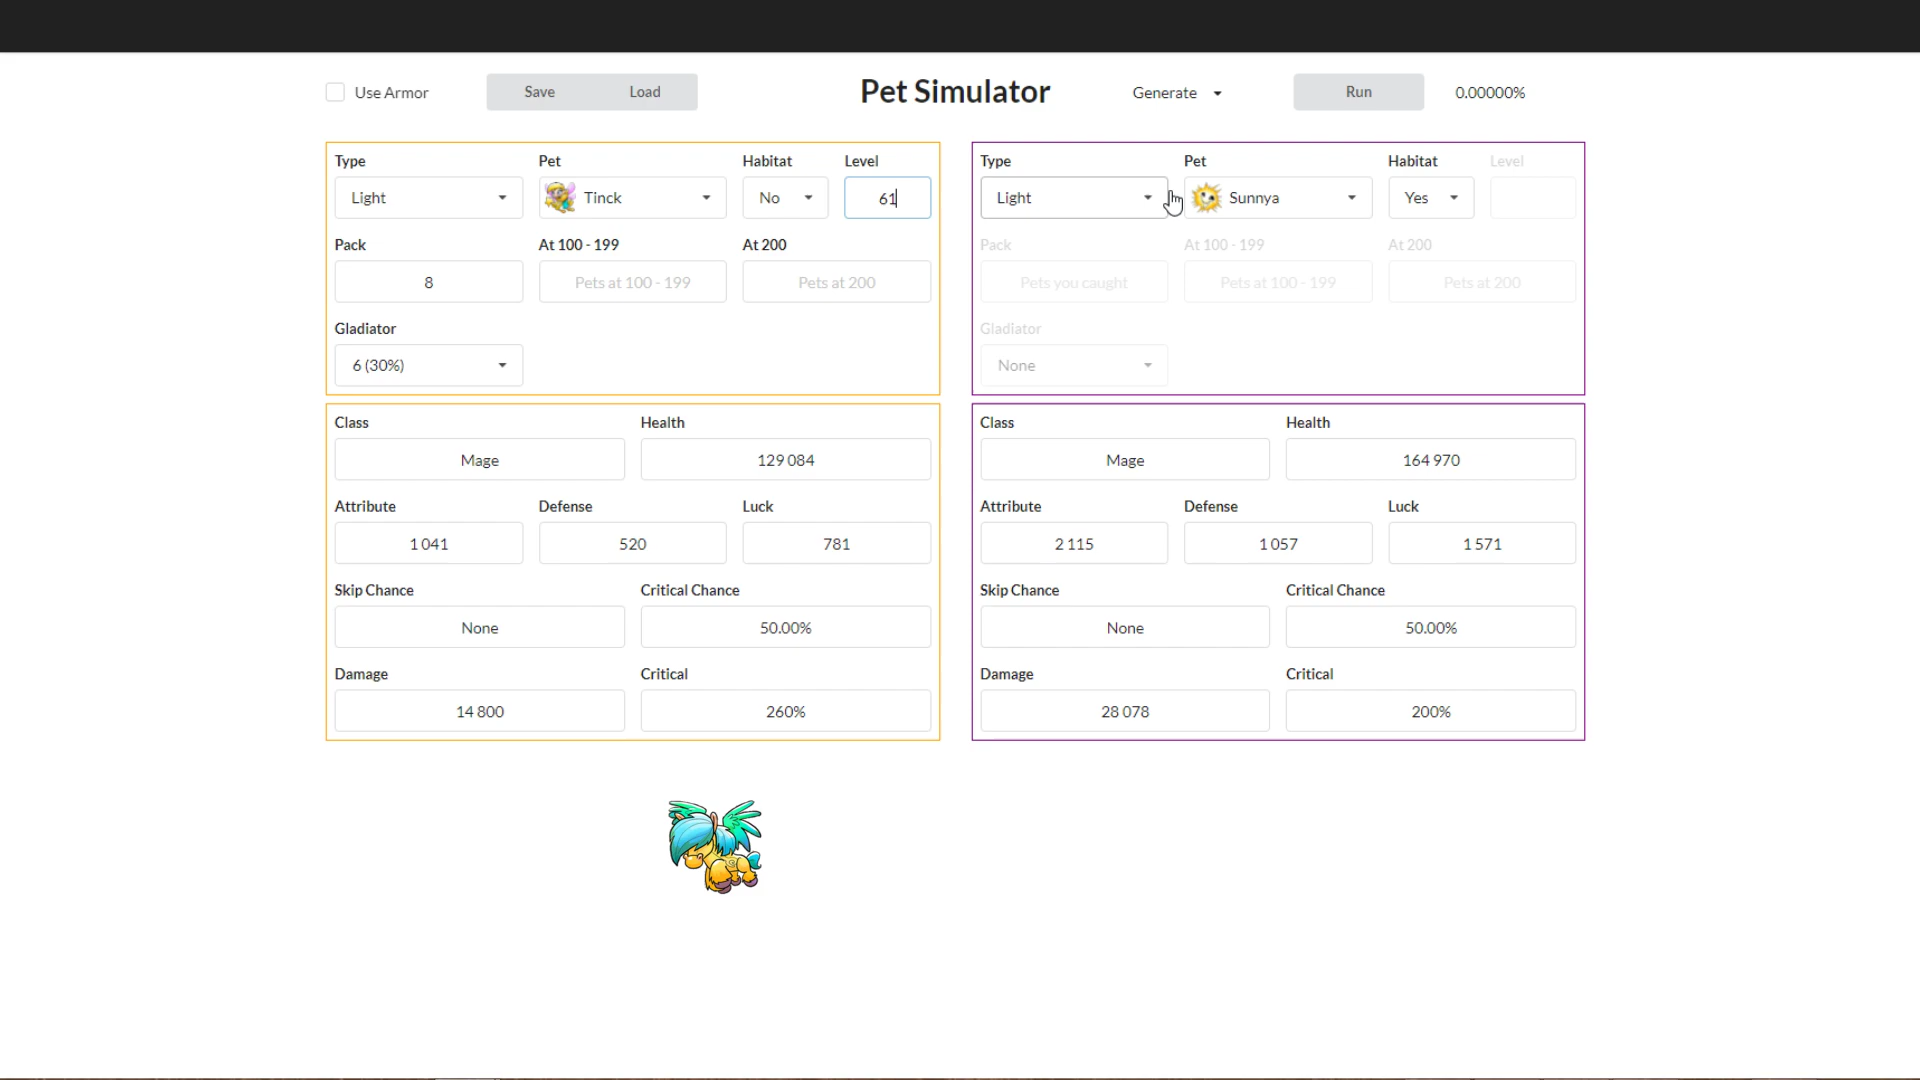 Use Armor Save Load Pet Simulator Generate Run 0.00000%
Type Pet Habitat Level
Light Tinck No 61
Pack At 100 - 199 At 200
8 Pets at 100 - 199 Pets at 200
Gladiator
6 (30%)
Class Health
Mage 129 084
Attribute Defense Luck
1 041 520 781
Skip Chance Critical Chance
None 50.00%
Damage Critical
14 800 260%
Type Pet Habitat Level
Light Sunnya Yes
Pack At 100 - 199 At 200
Pets you caught Pets at 100 - 199 Pets at 200
Gladiator
None
Class Health
Mage 164 970
Attribute Defense Luck
2 115 1 057 1 571
Skip Chance Critical Chance
None 50.00%
Damage Critical
28 078 200%